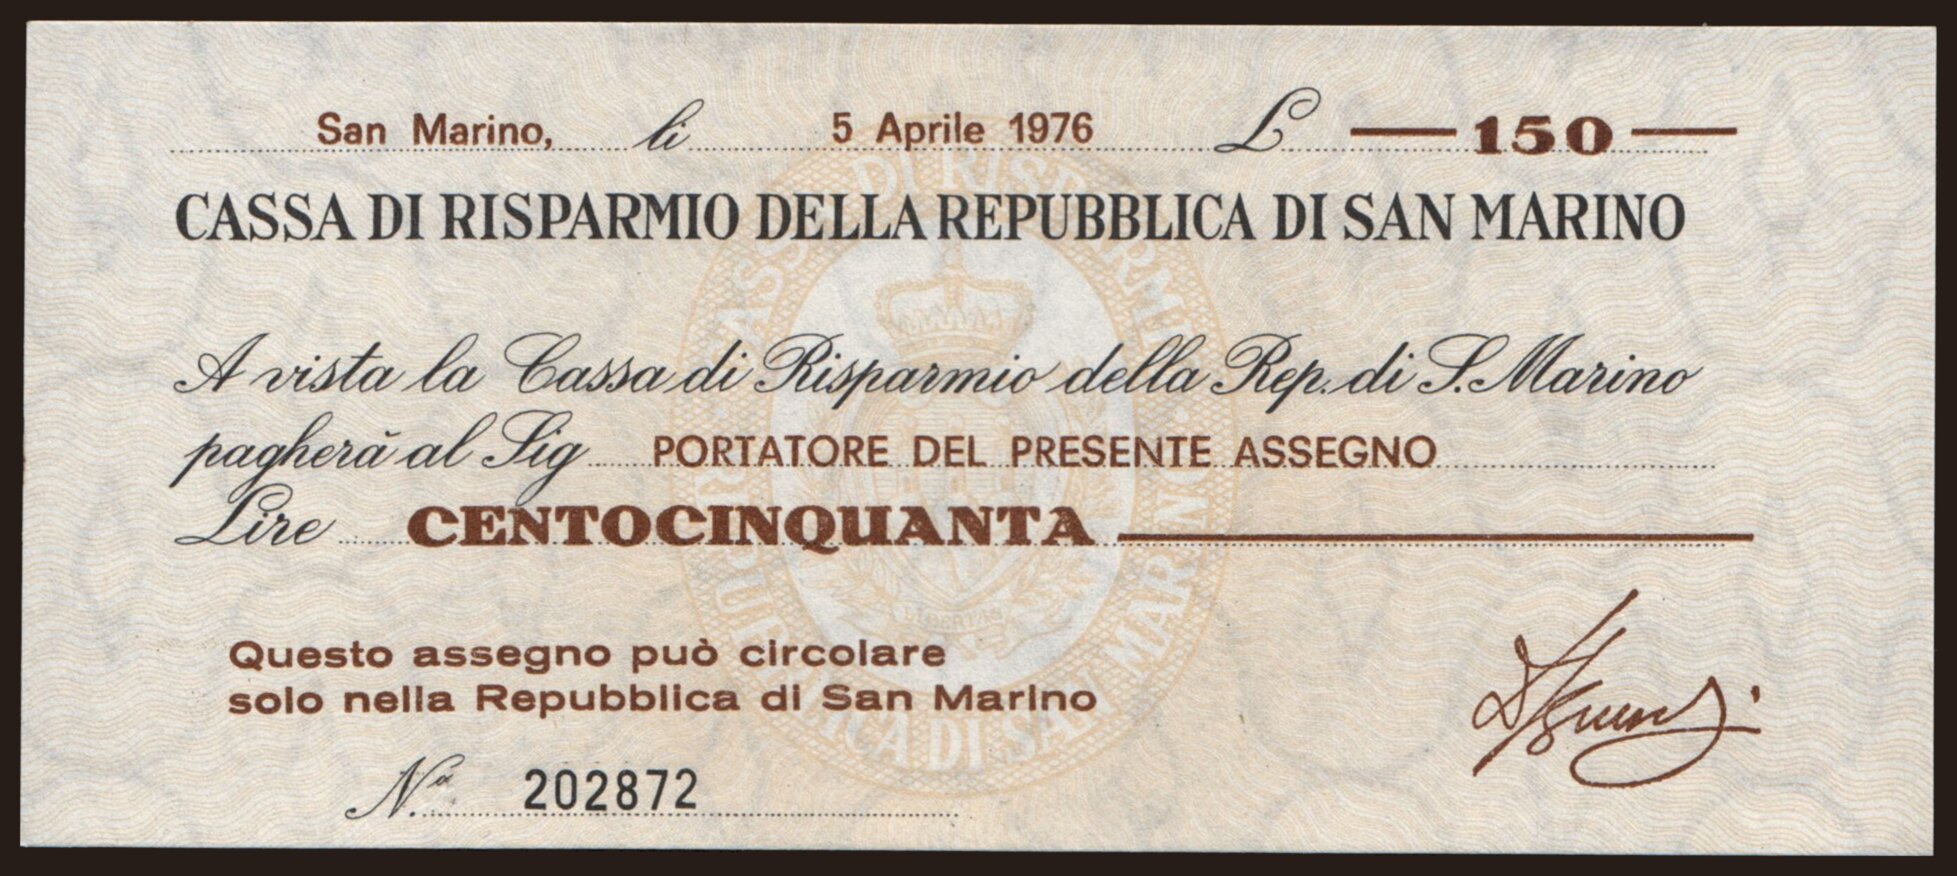 San Marino, li 5 Aprile 1976 £ 150
CASSA DI RISPARMIO DELLA REPUBBLICA DI SAN MARINO
A vista la Cassa di Risparmio della Rep. di S. Marino
pagherà al Sig PORTATORE DEL PRESENTE ASSEGNO
Lire CENTOCINQUANTA
Questo assegno può circolare
solo nella Repubblica di San Marino
N.º 202872
LIBERTAS